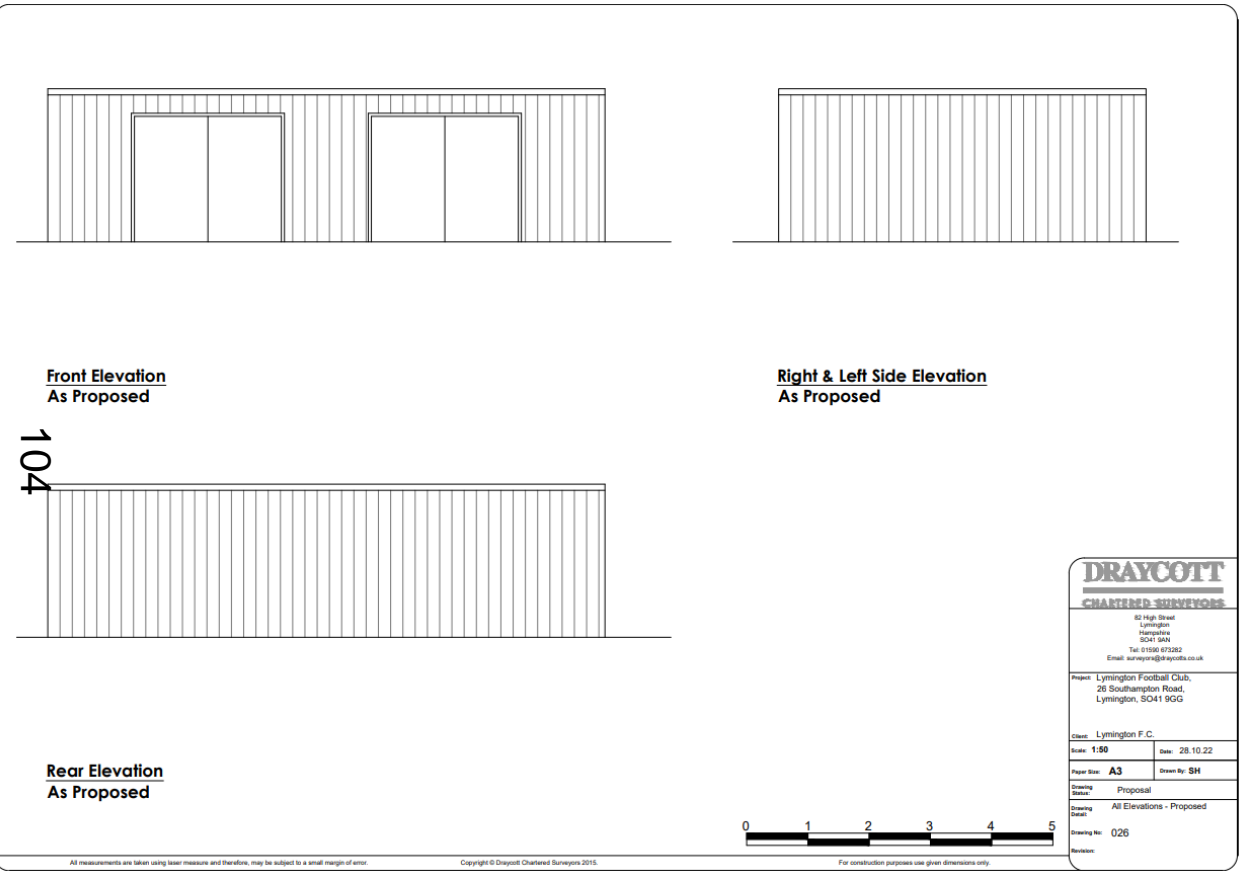 Front Elevation
As Proposed
Right & Left Side Elevation
As Proposed
104
Rear Elevation
As Proposed
0 1 2 3 4 5
DRAYCOTT
CHARTERED SURVEYORS
82 High Street
Lymington
Hampshire
SO41 9AN
Tel: 01590 673282
Email: surveyors@draycotts.co.uk
Project: Lymington Football Club,
26 Southampton Road,
Lymington, SO41 9GG
Client: Lymington F.C.
Scale: 1:50 Date: 28.10.22
Paper Size: A3 Drawn By: SH
Drawing Status: Proposal
Drawing Detail: All Elevations - Proposed
Drawing No: 026
Revision:
All measurements are taken using laser measure and therefore, may be subject to a small margin of error.
Copyright © Draycott Chartered Surveyors 2015.
For construction purposes use given dimensions only.